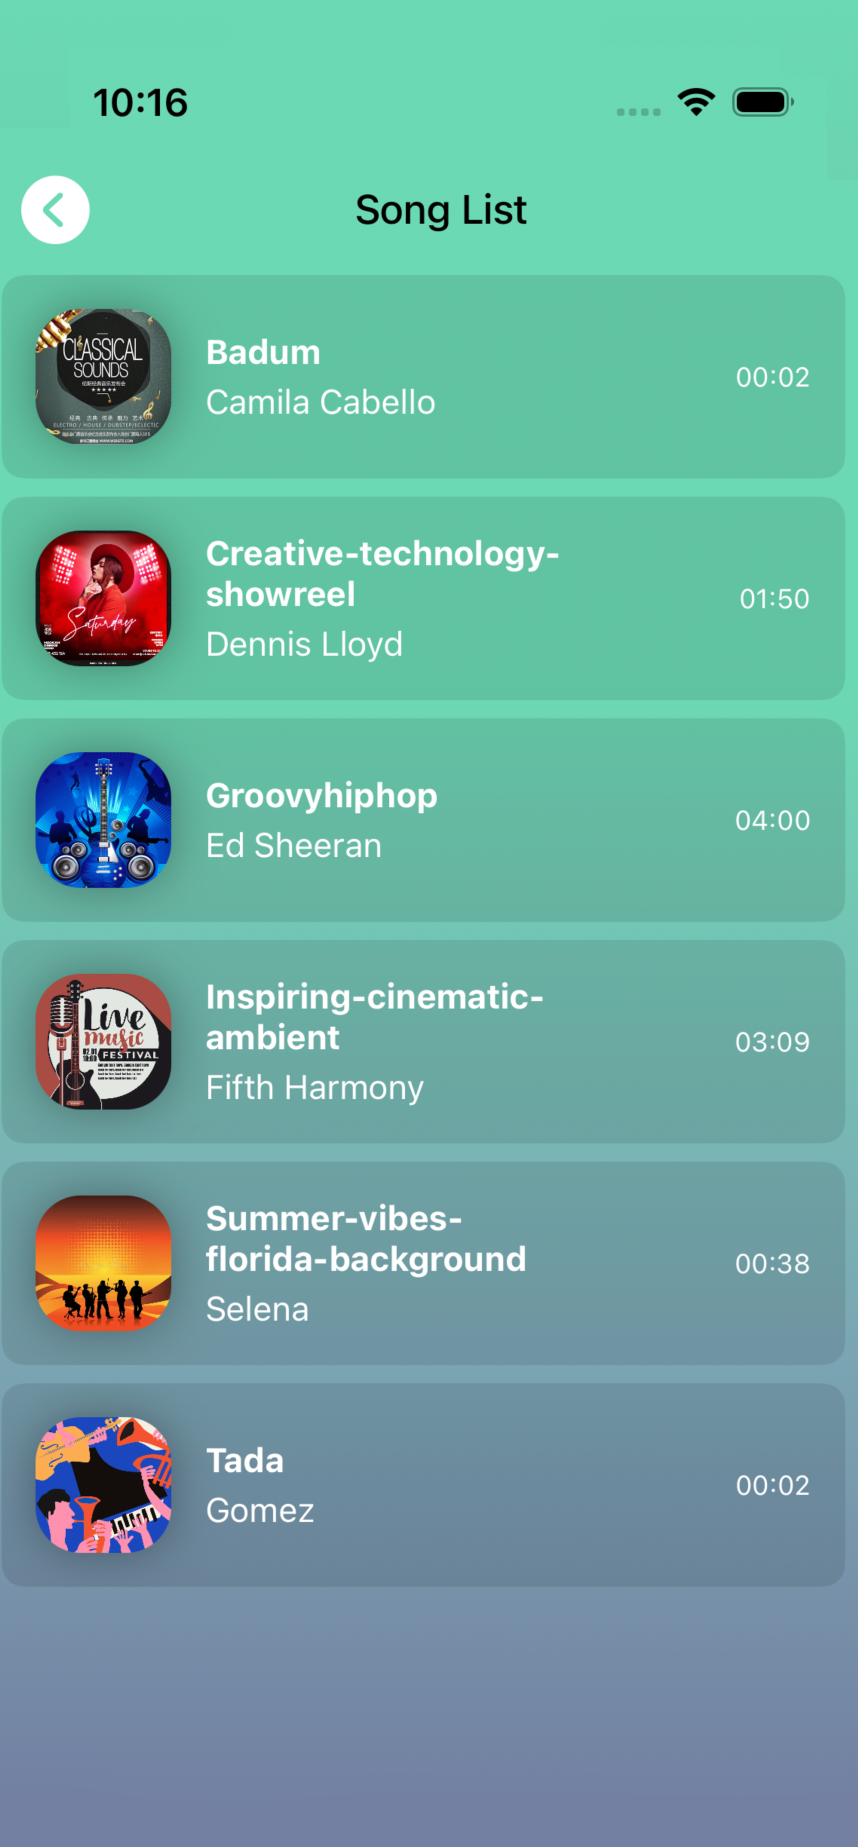 10:16
Song List
CLASSICAL
SOUNDS
ELECTRO / HOUSE / DUBSTEP/ECLECTIC
Badum
Camila Cabello
00:02
Saturday
Creative-technology-
showreel
Dennis Lloyd
01:50
Groovyhiphop
Ed Sheeran
04:00
Live
music
FESTIVAL
Inspiring-cinematic-
ambient
Fifth Harmony
03:09
Summer-vibes-
florida-background
Selena
00:38
Tada
Gomez
00:02